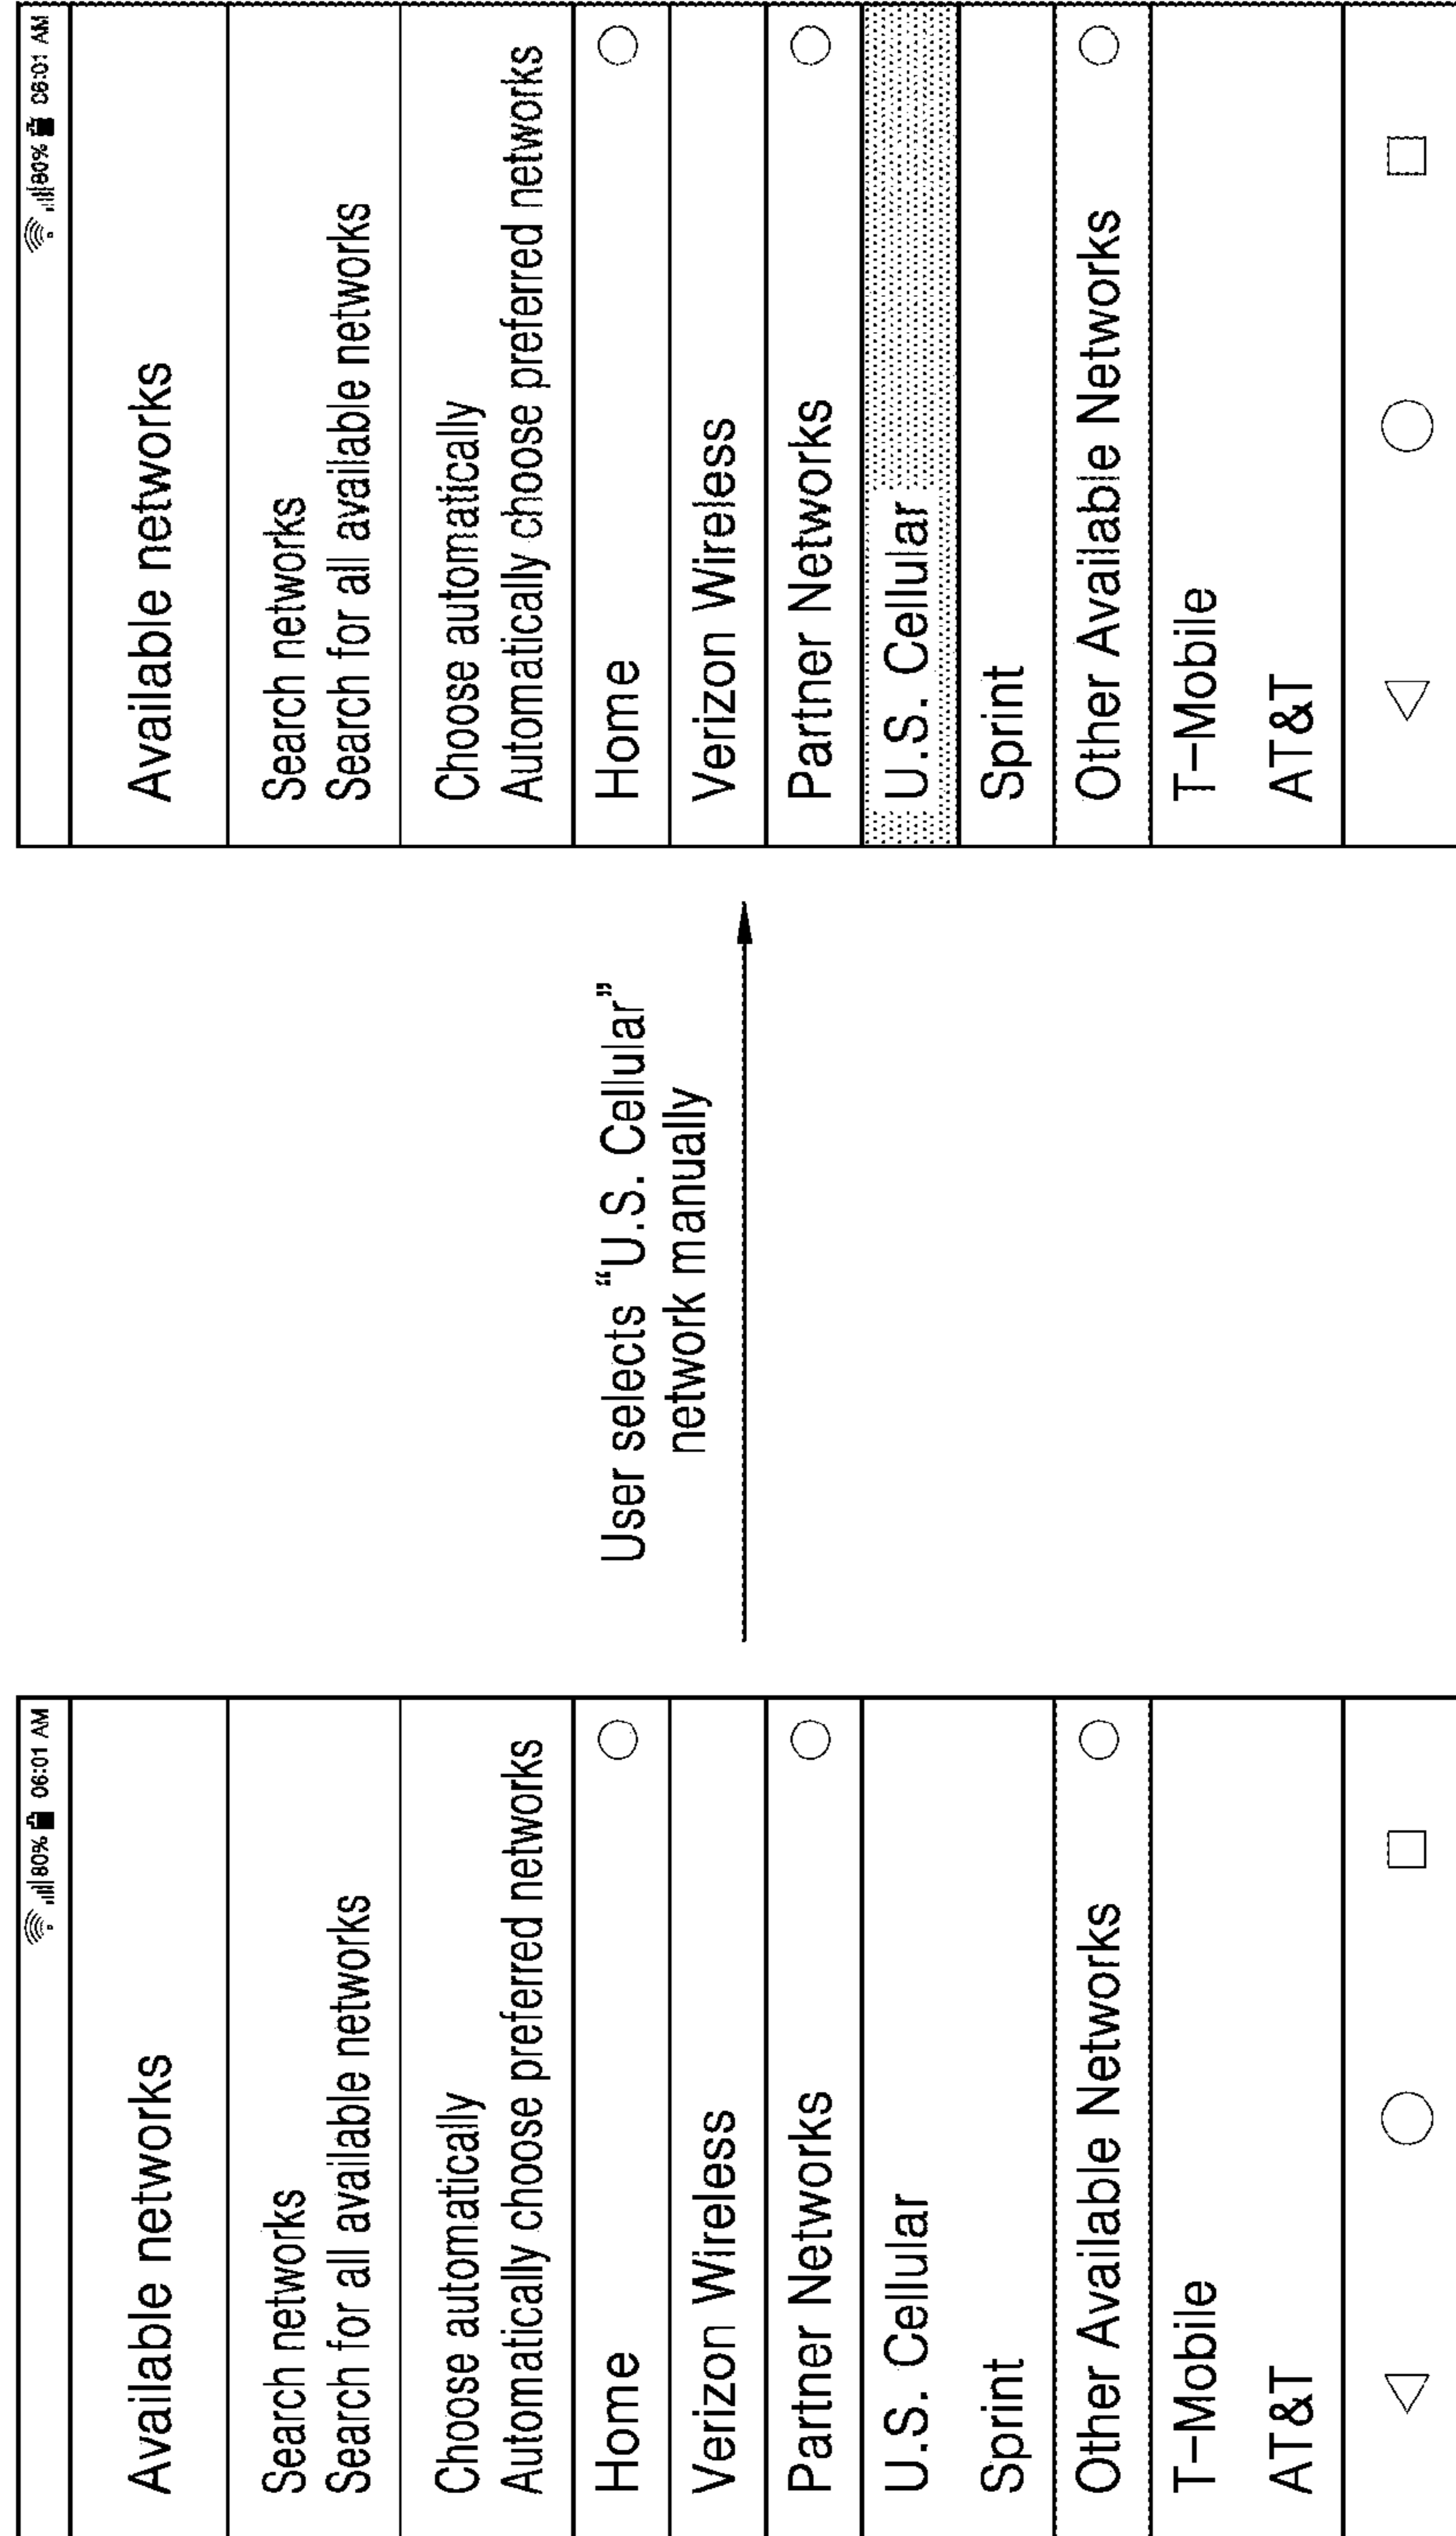 80% 06:01 AM
Available networks
Search networks
Search for all available networks
Choose automatically
Automatically choose preferred networks
Home
Verizon Wireless
Partner Networks
U.S. Cellular
Sprint
Other Available Networks
T-Mobile
AT&T
User selects “U.S. Cellular”
network manually
80% 06:01 AM
Available networks
Search networks
Search for all available networks
Choose automatically
Automatically choose preferred networks
Home
Verizon Wireless
Partner Networks
U.S. Cellular
Sprint
Other Available Networks
T-Mobile
AT&T